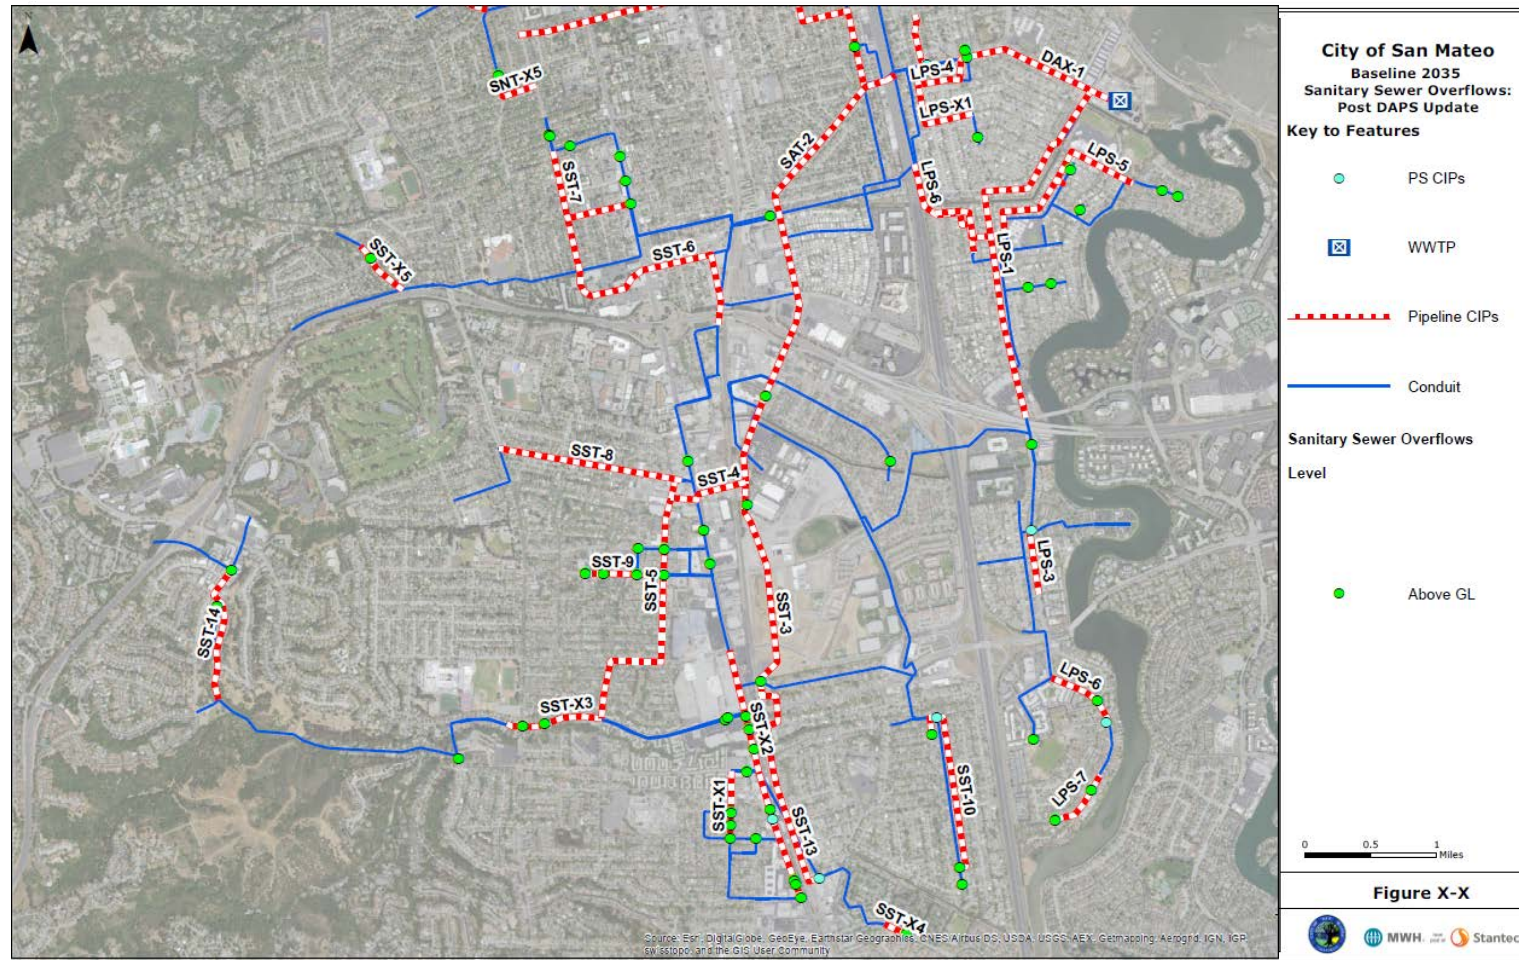 N
SNT-X5
LPS-4
DAX-1
LPS-X1
SAT-2
LPS-5
SST-7
LPS-6
SST-X5
SST-6
LPS-1
SST-8
SST-4
SST-9
SST-5
LPS-3
SST-3
SST-14
LPS-6
SST-X3
SST-X2
SST-X1
SST-13
SST-10
LPS-7
SST-X4
Source: Esri, DigitalGlobe, GeoEye, Earthstar Geographics, CNES/Airbus DS, USDA, USGS, AEX, Getmapping, Aerogrid, IGN, IGP,
swisstopo, and the GIS User Community
City of San Mateo
Baseline 2035
Sanitary Sewer Overflows:
Post DAPS Update
Key to Features
PS CIPs
WWTP
Pipeline CIPs
Conduit
Sanitary Sewer Overflows
Level
Above GL
0 0.5 1
Miles
Figure X-X
MWH
now
part of
Stantec